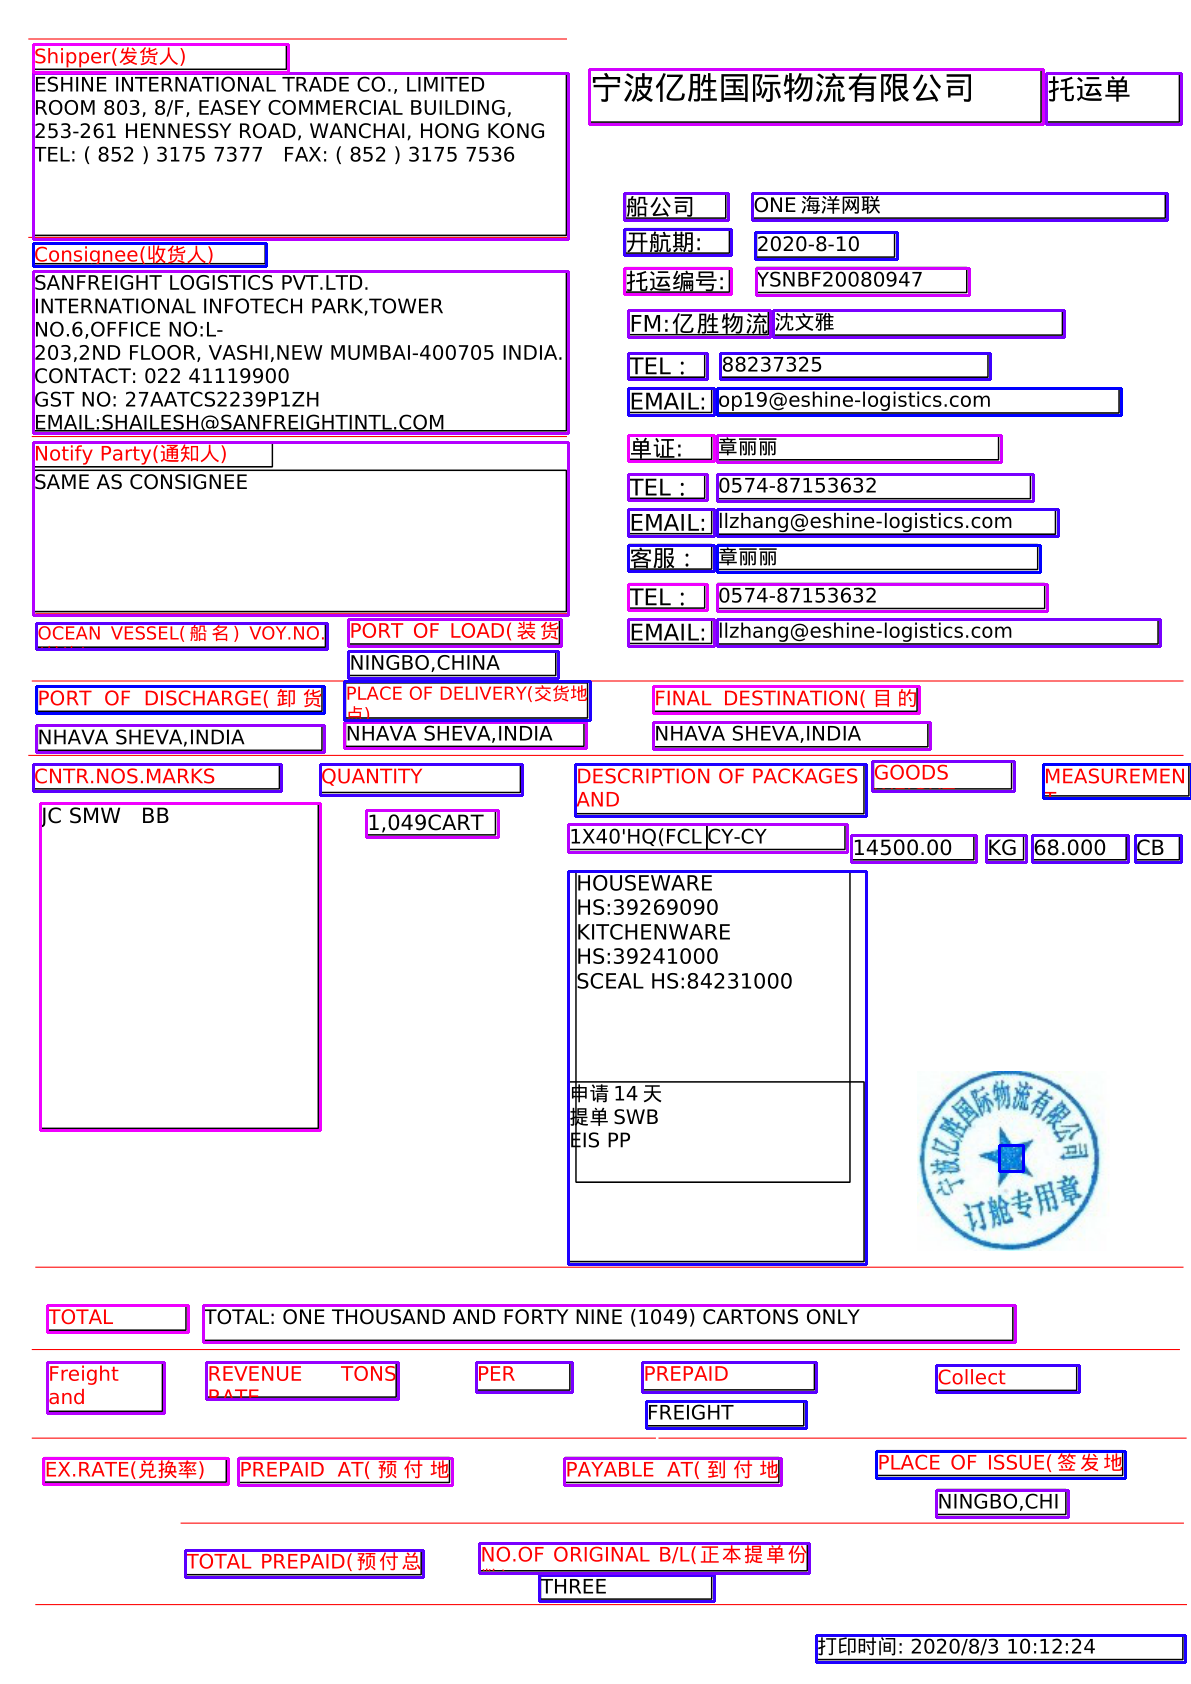 Shipper(发货人)
ESHINE INTERNATIONAL TRADE CO., LIMITED
ROOM 803, 8/F, EASEY COMMERCIAL BUILDING,
253-261 HENNESSY ROAD, WANCHAI, HONG KONG
TEL: ( 852 ) 3175 7377 FAX: ( 852 ) 3175 7536
宁波亿胜国际物流有限公司 托运单
船公司 ONE 海洋网联
开航期: 2020-8-10
托运编号: YSNBF20080947
FM:亿胜物流 沈文雅
TEL : 88237325
EMAIL: op19@eshine-logistics.com
单证: 章丽丽
TEL : 0574-87153632
EMAIL: llzhang@eshine-logistics.com
客服 : 章丽丽
TEL : 0574-87153632
EMAIL: llzhang@eshine-logistics.com
Consignee(收货人)
SANFREIGHT LOGISTICS PVT.LTD.
INTERNATIONAL INFOTECH PARK,TOWER
NO.6,OFFICE NO:L-
203,2ND FLOOR, VASHI,NEW MUMBAI-400705 INDIA.
CONTACT: 022 41119900
GST NO: 27AATCS2239P1ZH
EMAIL:SHAILESH@SANFREIGHTINTL.COM
Notify Party(通知人)
SAME AS CONSIGNEE
OCEAN VESSEL(船名) VOY.NO. PORT OF LOAD(装货
NINGBO,CHINA
PORT OF DISCHARGE(卸货 PLACE OF DELIVERY(交货地 FINAL DESTINATION(目的
点)
NHAVA SHEVA,INDIA NHAVA SHEVA,INDIA NHAVA SHEVA,INDIA
CNTR.NOS.MARKS QUANTITY DESCRIPTION OF PACKAGES GOODS MEASUREMEN
AND T
JC SMW BB 1,049CART 1X40'HQ(FCL CY-CY 14500.00 KG 68.000 CB
HOUSEWARE
HS:39269090
KITCHENWARE
HS:39241000
SCEAL HS:84231000
申请 14 天
提单 SWB
EIS PP
宁波亿胜国际物流有限公司
订舱专用章
TOTAL TOTAL: ONE THOUSAND AND FORTY NINE (1049) CARTONS ONLY
Freight REVENUE TONS PER PREPAID Collect
and RATE
FREIGHT
EX.RATE(兑换率) PREPAID AT(预付地 PAYABLE AT(到付地 PLACE OF ISSUE(签发地
NINGBO,CHI
TOTAL PREPAID(预付总 NO.OF ORIGINAL B/L(正本提单份
THREE
打印时间: 2020/8/3 10:12:24